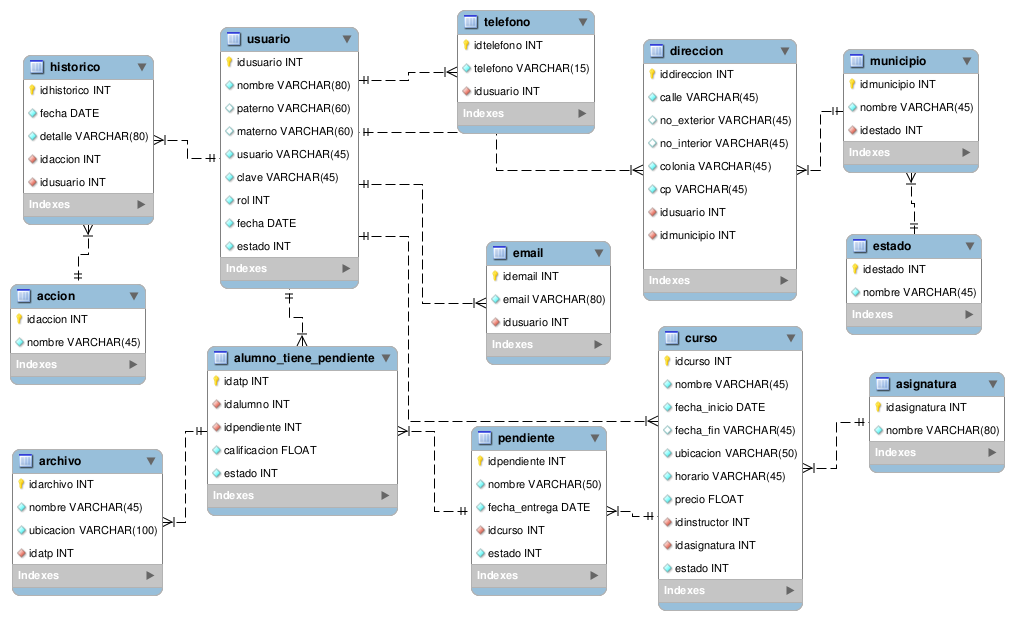 historico
idhistorico INT
fecha DATE
detalle VARCHAR(80)
idaccion INT
idusuario INT
Indexes
usuario
idusuario INT
nombre VARCHAR(80)
paterno VARCHAR(60)
materno VARCHAR(60)
usuario VARCHAR(45)
clave VARCHAR(45)
rol INT
fecha DATE
estado INT
Indexes
telefono
idtelefono INT
telefono VARCHAR(15)
idusuario INT
Indexes
direccion
iddireccion INT
calle VARCHAR(45)
no_exterior VARCHAR(45)
no_interior VARCHAR(45)
colonia VARCHAR(45)
cp VARCHAR(45)
idusuario INT
idmunicipio INT
Indexes
municipio
idmunicipio INT
nombre VARCHAR(45)
idestado INT
Indexes
accion
idaccion INT
nombre VARCHAR(45)
Indexes
email
idemail INT
email VARCHAR(80)
idusuario INT
Indexes
estado
idestado INT
nombre VARCHAR(45)
Indexes
alumno_tiene_pendiente
idatp INT
idalumno INT
idpendiente INT
calificacion FLOAT
estado INT
Indexes
curso
idcurso INT
nombre VARCHAR(45)
fecha_inicio DATE
fecha_fin VARCHAR(45)
ubicacion VARCHAR(50)
horario VARCHAR(45)
precio FLOAT
idinstructor INT
idasignatura INT
estado INT
Indexes
asignatura
idasignatura INT
nombre VARCHAR(80)
Indexes
archivo
idarchivo INT
nombre VARCHAR(45)
ubicacion VARCHAR(100)
idatp INT
Indexes
pendiente
idpendiente INT
nombre VARCHAR(50)
fecha_entrega DATE
idcurso INT
estado INT
Indexes